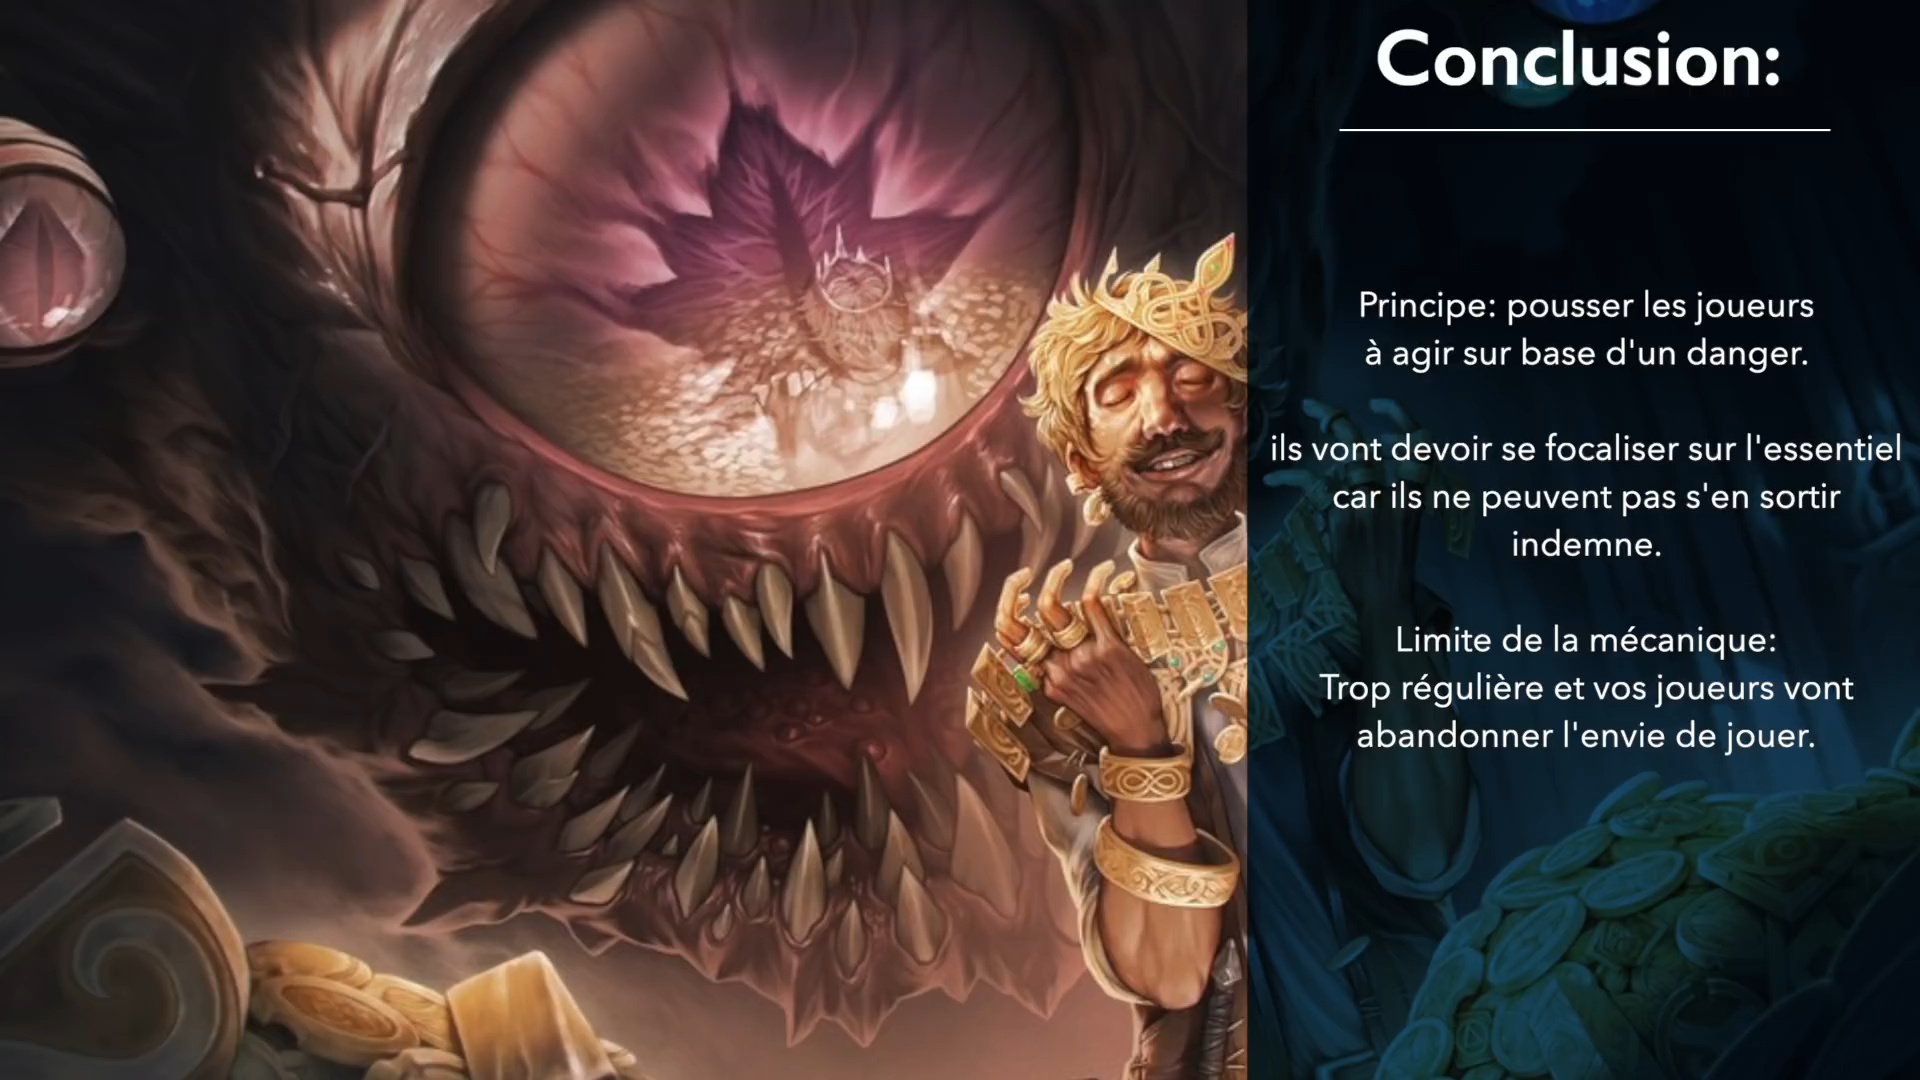 Conclusion:
Principe: pousser les joueurs
à agir sur base d'un danger.
ils vont devoir se focaliser sur l'essentiel
car ils ne peuvent pas s'en sortir
indemne.
Limite de la mécanique:
Trop régulière et vos joueurs vont
abandonner l'envie de jouer.